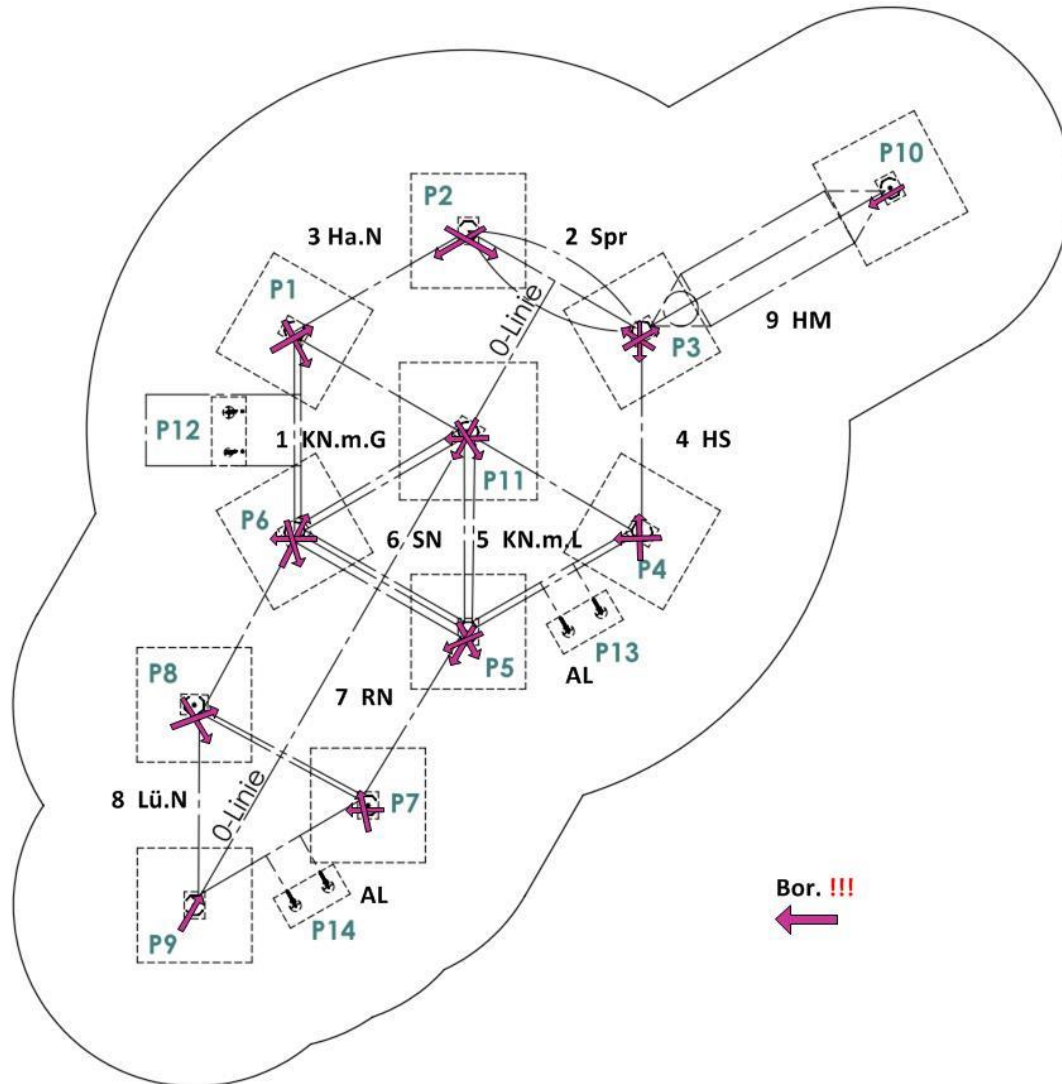 P10
P2
3 Ha.N
2 Spr
P1
0-Linie
P3
9 HM
P12
1 KN.m.G
4 HS
P11
P6
6 SN
5 KN.m.L
P4
P5
P13
AL
P8
7 RN
8 Lü.N
0-Linie
P7
AL
Bor. !!!
P14
P9